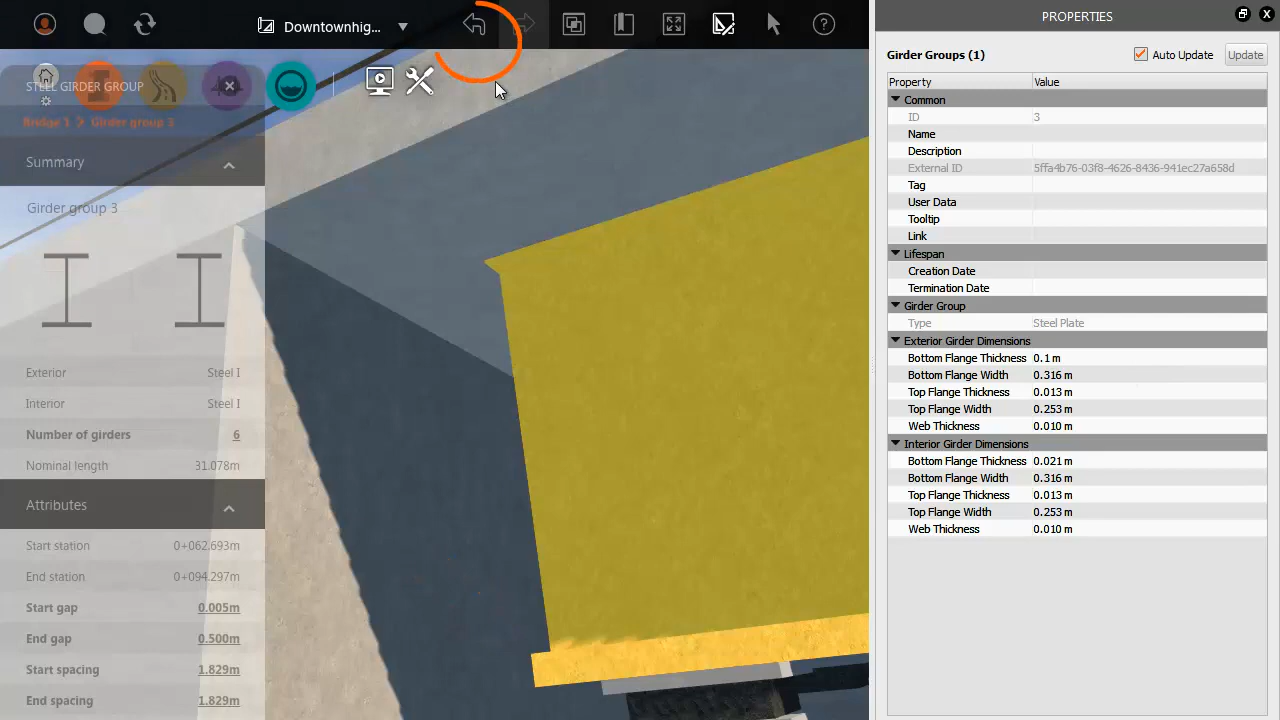 Downtownhig...
?
STEEL GIRDER GROUP
Bridge 1 > Girder group 3
Summary
Girder group 3
Exterior Steel I
Interior Steel I
Number of girders 6
Nominal length 31.078m
Attributes
Start station 0+062.693m
End station 0+094.297m
Start gap 0.005m
End gap 0.500m
Start spacing 1.829m
End spacing 1.829m
PROPERTIES
Girder Groups (1) Auto Update Update
Property Value
Common
ID 3
Name
Description
External ID 5ffa4b76-03f8-4626-8436-941ec27a658d
Tag
User Data
Tooltip
Link
Lifespan
Creation Date
Termination Date
Girder Group
Type Steel Plate
Exterior Girder Dimensions
Bottom Flange Thickness 0.1 m
Bottom Flange Width 0.316 m
Top Flange Thickness 0.013 m
Top Flange Width 0.253 m
Web Thickness 0.010 m
Interior Girder Dimensions
Bottom Flange Thickness 0.021 m
Bottom Flange Width 0.316 m
Top Flange Thickness 0.013 m
Top Flange Width 0.253 m
Web Thickness 0.010 m